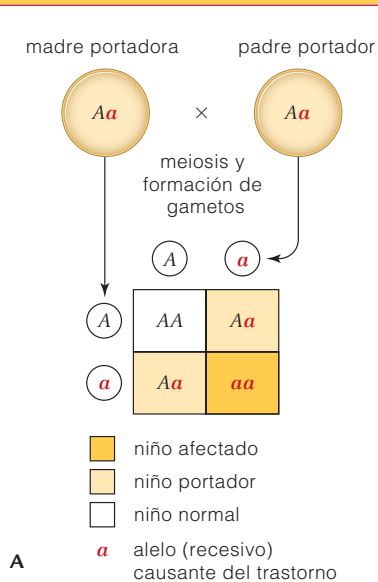 madre portadora padre portador
Aa × Aa
meiosis y
formación de
gametos
A a
A AA Aa
a Aa aa
niño afectado
niño portador
niño normal
A a alelo (recesivo)
causante del trastorno